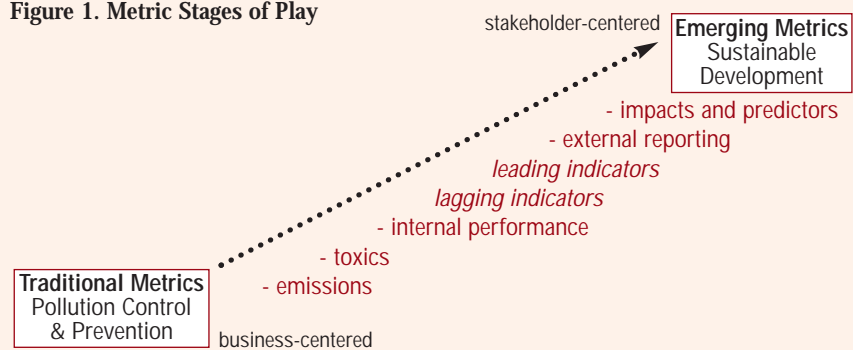 Figure 1. Metric Stages of Play
stakeholder-centered
Emerging Metrics
Sustainable
Development
- impacts and predictors
- external reporting
leading indicators
lagging indicators
- internal performance
- toxics
- emissions
Traditional Metrics
Pollution Control
& Prevention
business-centered